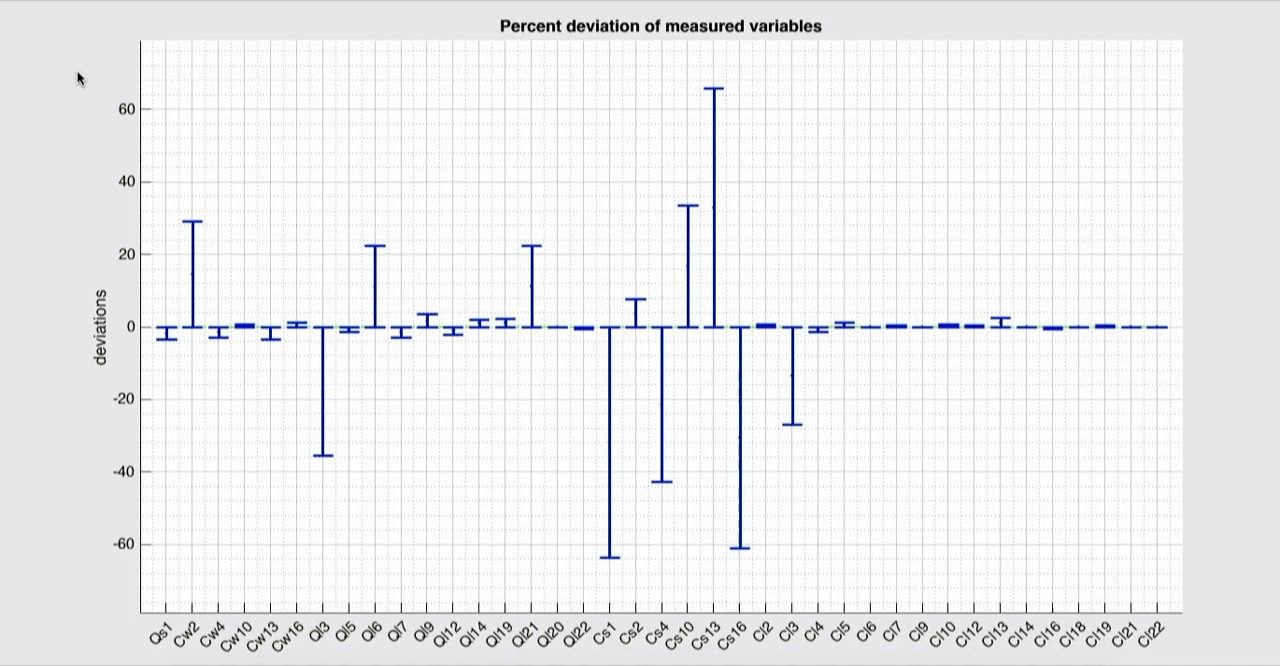 Percent deviation of measured variables
deviations
60
40
20
0
-20
-40
-60
Qs1 Cw2 Cw4 Cw10 Cw13 Cw16 Ql3 Ql5 Ql6 Ql7 Ql9 Ql12 Ql14 Ql19 Ql21 Ql20 Ql22 Cs1 Cs2 Cs4 Cs10 Cs13 Cs16 Cl2 Cl3 Cl4 Cl5 Cl6 Cl7 Cl9 Cl10 Cl12 Cl13 Cl14 Cl16 Cl18 Cl19 Cl21 Cl22